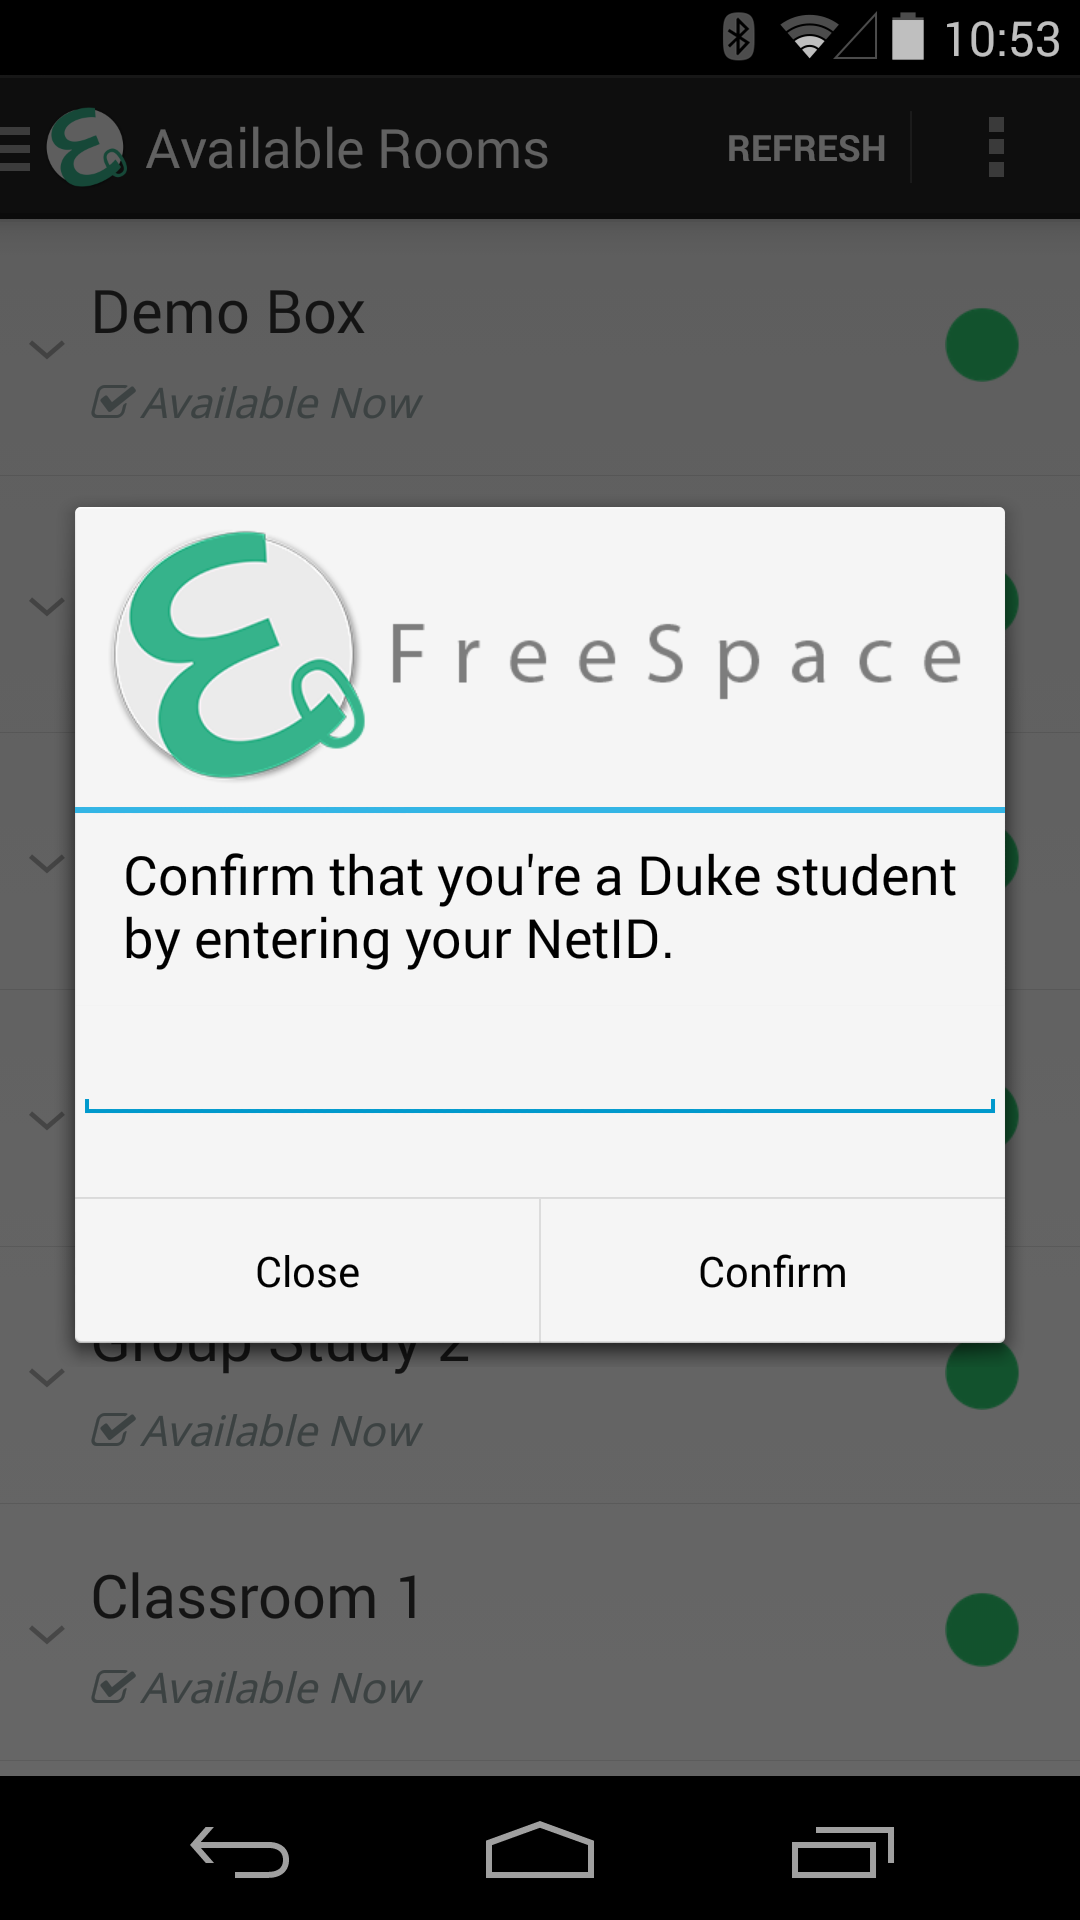 10:53
Available Rooms
REFRESH
Demo Box
Available Now
FreeSpace
Confirm that you're a Duke student
by entering your NetID.
Close
Confirm
Group Study 2
Available Now
Classroom 1
Available Now